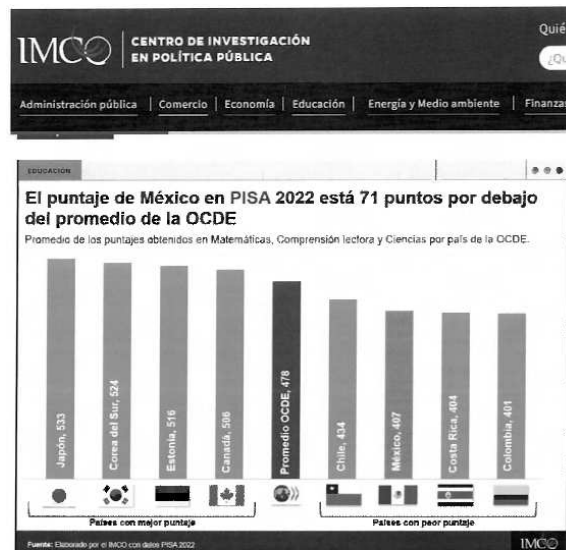 IMCO
CENTRO DE INVESTIGACIÓN
EN POLÍTICA PÚBLICA
Quié
¿Qu
Administración pública | Comercio | Economía | Educación | Energía y Medio ambiente | Finanzas
EDUCACIÓN
El puntaje de México en PISA 2022 está 71 puntos por debajo
del promedio de la OCDE
Promedio de los puntajes obtenidos en Matemáticas, Comprensión lectora y Ciencias por país de la OCDE.
Japón, 533
Corea del Sur, 524
Estonia, 516
Canadá, 506
Promedio OCDE, 478
Chile, 434
México, 407
Costa Rica, 404
Colombia, 401
Países con mejor puntaje
Países con peor puntaje
Fuente: Elaborado por el IMCO con datos PISA 2022
IMCO